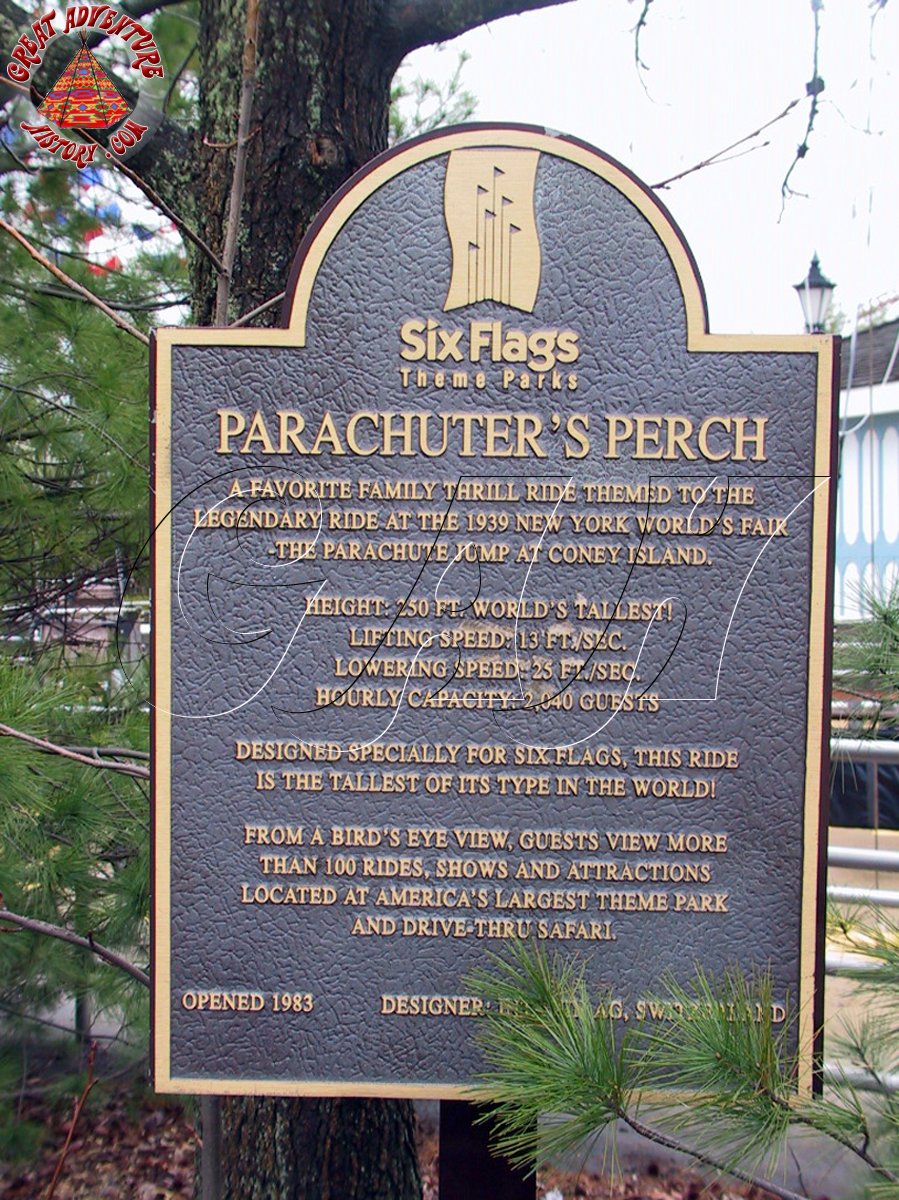 GREAT ADVENTURE
HISTORY .COM
Six Flags
Theme Parks
PARACHUTER'S PERCH
A FAVORITE FAMILY THRILL RIDE THEMED TO THE
LEGENDARY RIDE AT THE 1939 NEW YORK WORLD'S FAIR
-THE PARACHUTE JUMP AT CONEY ISLAND.
HEIGHT: 250 FT. WORLD'S TALLEST!
LIFTING SPEED: 13 FT./SEC.
LOWERING SPEED: 25 FT./SEC.
HOURLY CAPACITY: 2,040 GUESTS
DESIGNED SPECIALLY FOR SIX FLAGS, THIS RIDE
IS THE TALLEST OF ITS TYPE IN THE WORLD!
FROM A BIRD'S EYE VIEW, GUESTS VIEW MORE
THAN 100 RIDES, SHOWS AND ATTRACTIONS
LOCATED AT AMERICA'S LARGEST THEME PARK
AND DRIVE-THRU SAFARI.
OPENED 1983 DESIGNER: AG, SWITZERLAND